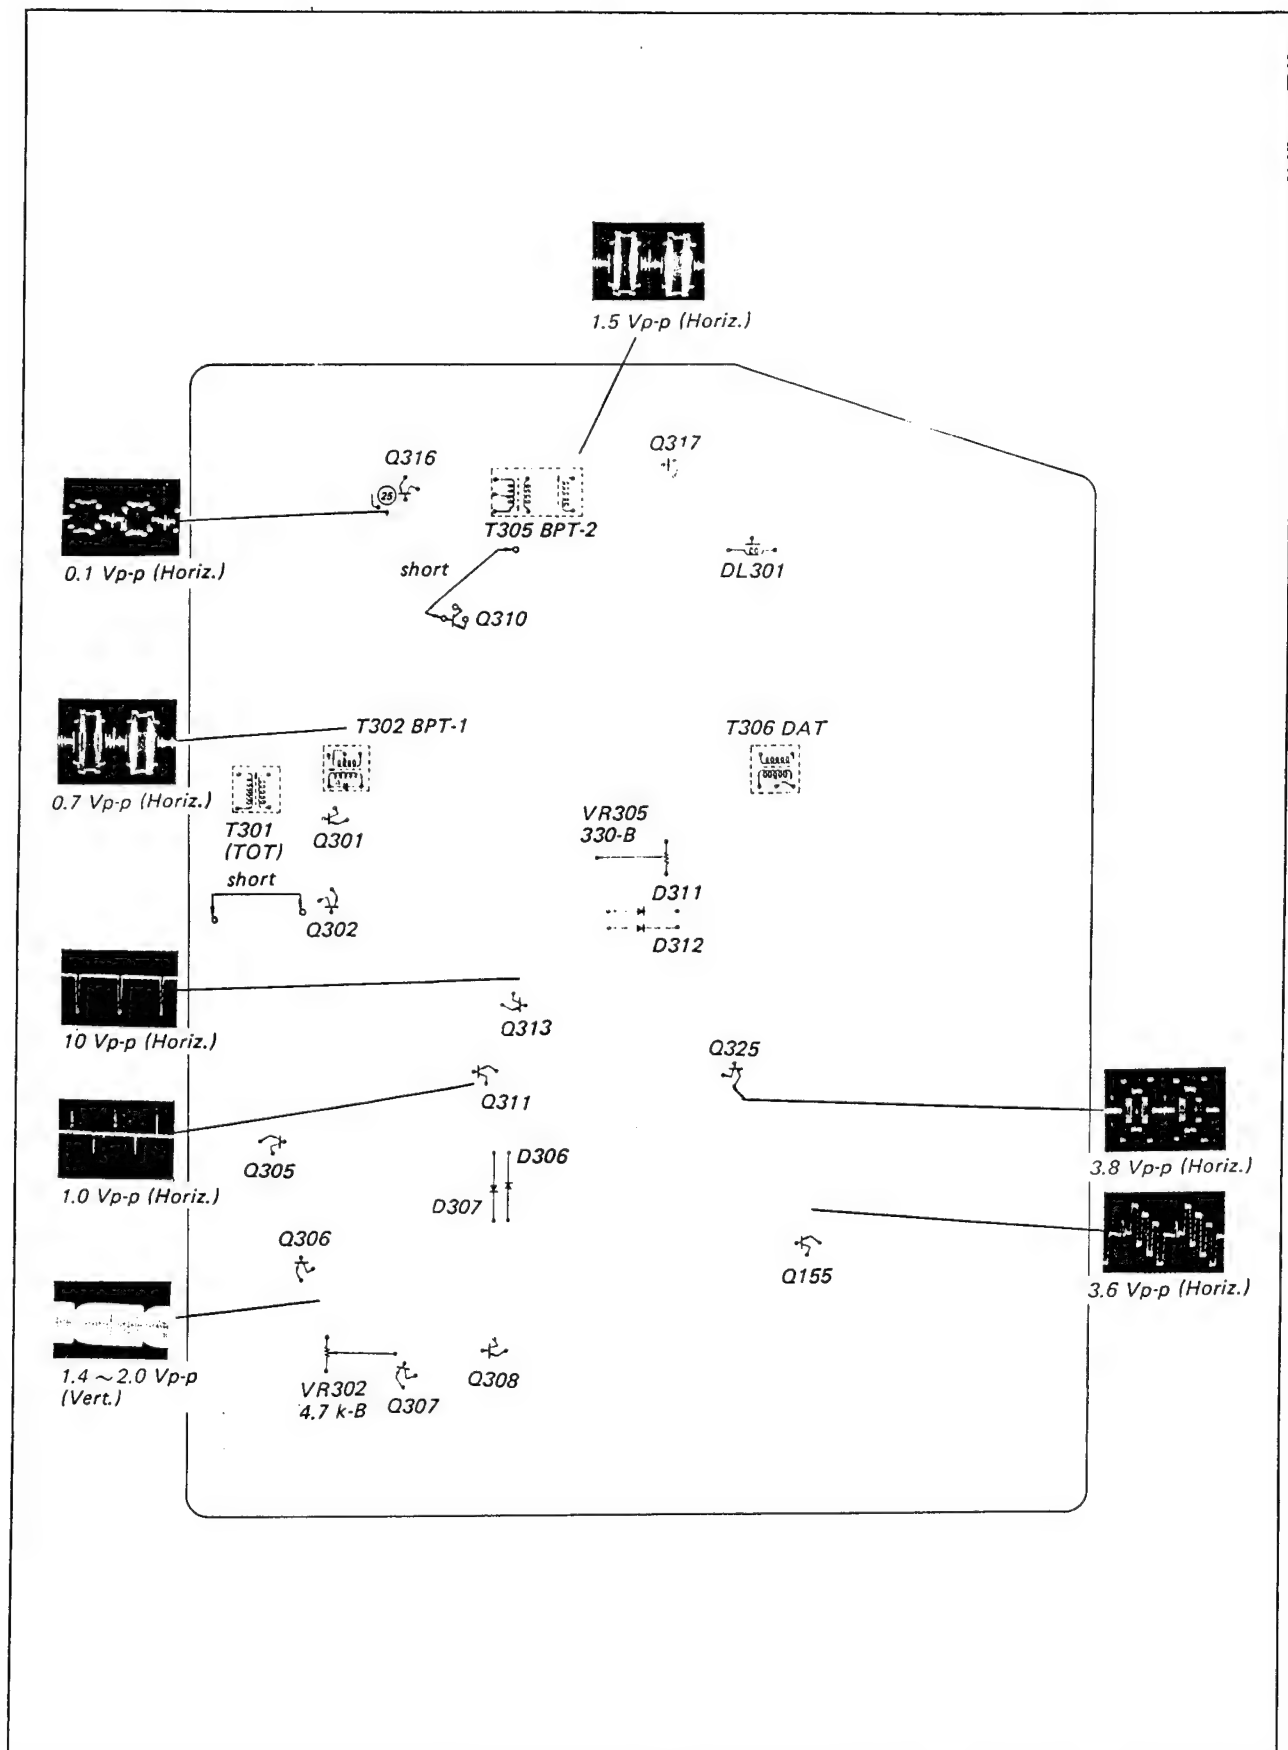 1.5 Vp-p (Horiz.)
Q317
Q316
25
T305 BPT-2
0.1 Vp-p (Horiz.)
short
DL301
Q310
T302 BPT-1
T306 DAT
0.7 Vp-p (Horiz.)
VR305
330-B
T301
(TOT)
Q301
short
D311
Q302
D312
10 Vp-p (Horiz.)
Q313
Q325
Q311
Q305
D306
1.0 Vp-p (Horiz.)
3.8 Vp-p (Horiz.)
D307
Q306
Q155
3.6 Vp-p (Horiz.)
1.4 ~ 2.0 Vp-p
(Vert.)
VR302
4.7 k-B
Q307
Q308